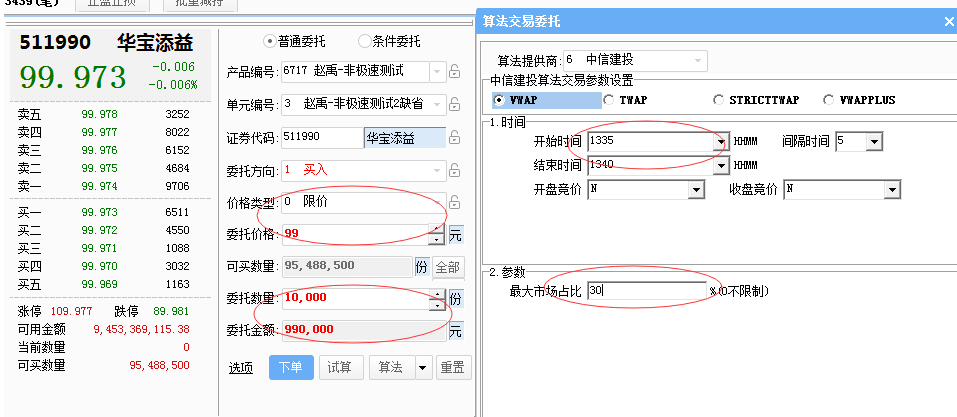 3439(笔) 止盈止损 批量减持
511990 华宝添益
99.973 -0.006
-0.006%
卖五 99.978 3252
卖四 99.977 8022
卖三 99.976 6152
卖二 99.975 4684
卖一 99.974 9706
买一 99.973 6511
买二 99.972 4550
买三 99.971 1088
买四 99.970 3032
买五 99.969 1163
涨停 109.977 跌停 89.981
可用金额 9,453,369,115.38
当前数量 0
可买数量 95,488,500
普通委托 条件委托
产品编号: 6717 赵禹-非极速测试
单元编号: 3 赵禹-非极速测试2缺省
证券代码: 511990 华宝添益
委托方向: 1 买入
价格类型: 0 限价
委托价格: 99 元
可买数量: 95,488,500 份 全部
委托数量: 10,000 份
委托金额: 990,000 元
选项 下单 试算 算法 重置
算法交易委托
算法提供商: 6 中信建投
中信建投算法交易参数设置
VWAP TWAP STRICTTWAP VWAPPLUS
1.时间
开始时间 1335 HHMM 间隔时间 5
结束时间 1340 HHMM
开盘竞价 N 收盘竞价 N
2.参数
最大市场占比 30 %(0不限制)